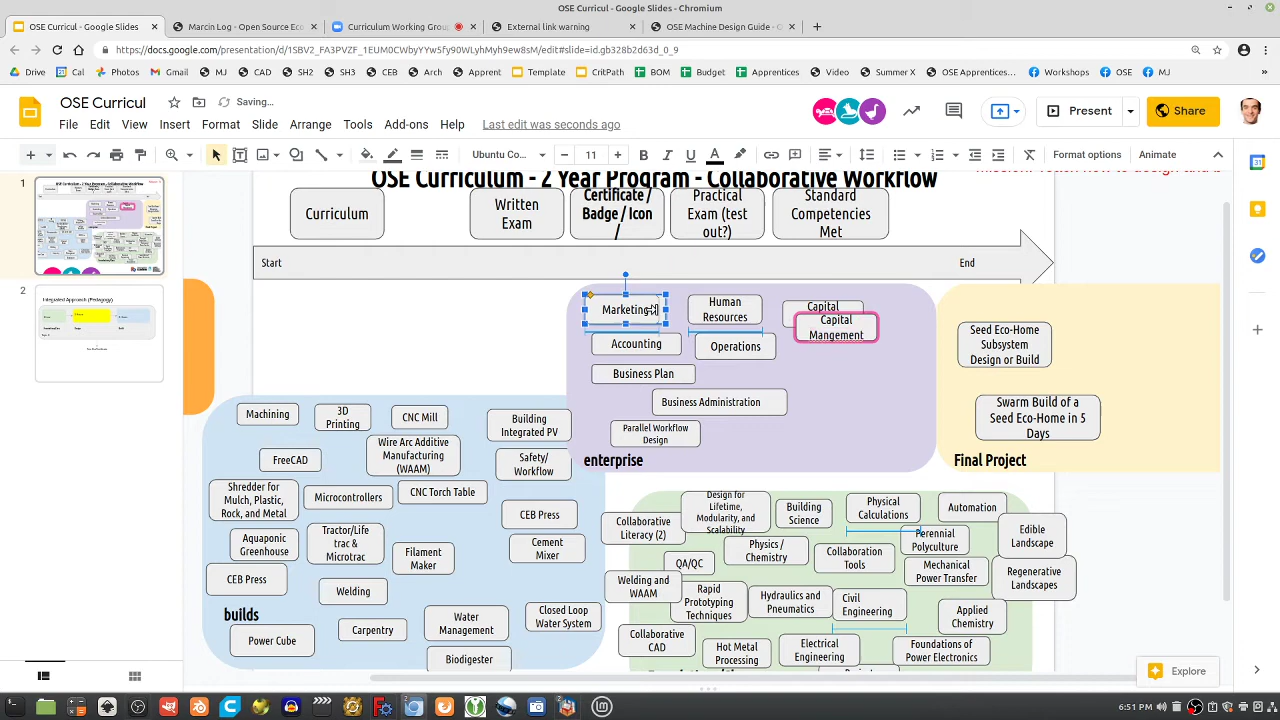 OSE Curricul - Google Slides - Chromium
OSE Curricul - Google Slides
Marcin Log - Open Source Eco
Curriculum Working Grou
External link warning
OSE Machine Design Guide -
https://docs.google.com/presentation/d/1SBV2_FA3PVZF_1EUM0CWbyYYw5fy90WLyhMyh9ew8sM/edit#slide=id.gb328b2d63d_0_9
Drive
Cal
Photos
Gmail
MJ
CAD
SH2
SH3
CEB
Arch
Apprent
Template
CritPath
BOM
Budget
Apprentices
Video
Summer X
OSE Apprentices...
Workshops
OSE
MJ
OSE Curricul
Saving...
File
Edit
View
Insert
Format
Slide
Arrange
Tools
Add-ons
Help
Last edit was seconds ago
Present
Share
Ubuntu Co...
11
Format options
Animate
1
2
OSE Curriculum - 2 Year Program - Collaborative Workflow
Curriculum
Written
Exam
Certificate /
Badge / Icon
/
Practical
Exam (test
out?)
Standard
Competencies
Met
Start
End
Marketing
Human
Resources
Capital
Capital
Mangement
Accounting
Operations
Business Plan
Business Administration
Parallel Workflow
Design
enterprise
Seed Eco-Home
Subsystem
Design or Build
Swarm Build of a
Seed Eco-Home in 5
Days
Final Project
Machining
3D
Printing
CNC Mill
Building
Integrated PV
FreeCAD
Wire Arc Additive
Manufacturing
(WAAM)
Safety/
Workflow
Shredder for
Mulch, Plastic,
Rock, and Metal
Microcontrollers
CNC Torch Table
CEB Press
Aquaponic
Greenhouse
Tractor/Life
trac &
Microtrac
Filament
Maker
Cement
Mixer
CEB Press
Welding
builds
Power Cube
Carpentry
Water
Management
Closed Loop
Water System
Biodigester
Design for
Lifetime,
Modularity, and
Scalability
Building
Science
Physical
Calculations
Automation
Collaborative
Literacy (2)
Physics /
Chemistry
Collaboration
Tools
Perennial
Polyculture
Edible
Landscape
QA/QC
Mechanical
Power Transfer
Regenerative
Landscapes
Welding and
WAAM
Rapid
Prototyping
Techniques
Hydraulics and
Pneumatics
Civil
Engineering
Applied
Chemistry
Collaborative
CAD
Hot Metal
Processing
Electrical
Engineering
Foundations of
Power Electronics
Explore
6:51 PM